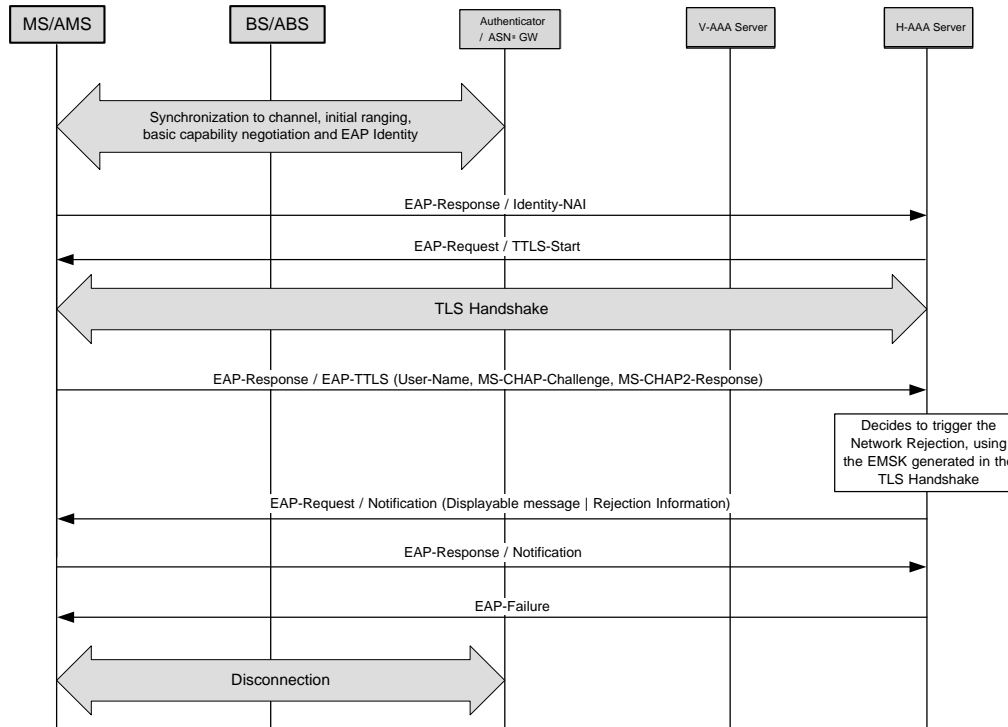 MS/AMS
BS/ABS
Authenticator
/ ASN-GW
V-AAA Server
H-AAA Server
Synchronization to channel, initial ranging,
basic capability negotiation and EAP Identity
EAP-Response / Identity-NAI
EAP-Request / TTLS-Start
TLS Handshake
EAP-Response / EAP-TTLS (User-Name, MS-CHAP-Challenge, MS-CHAP2-Response)
Decides to trigger the
Network Rejection, using
the EMSK generated in the
TLS Handshake
EAP-Request / Notification (Displayable message | Rejection Information)
EAP-Response / Notification
EAP-Failure
Disconnection